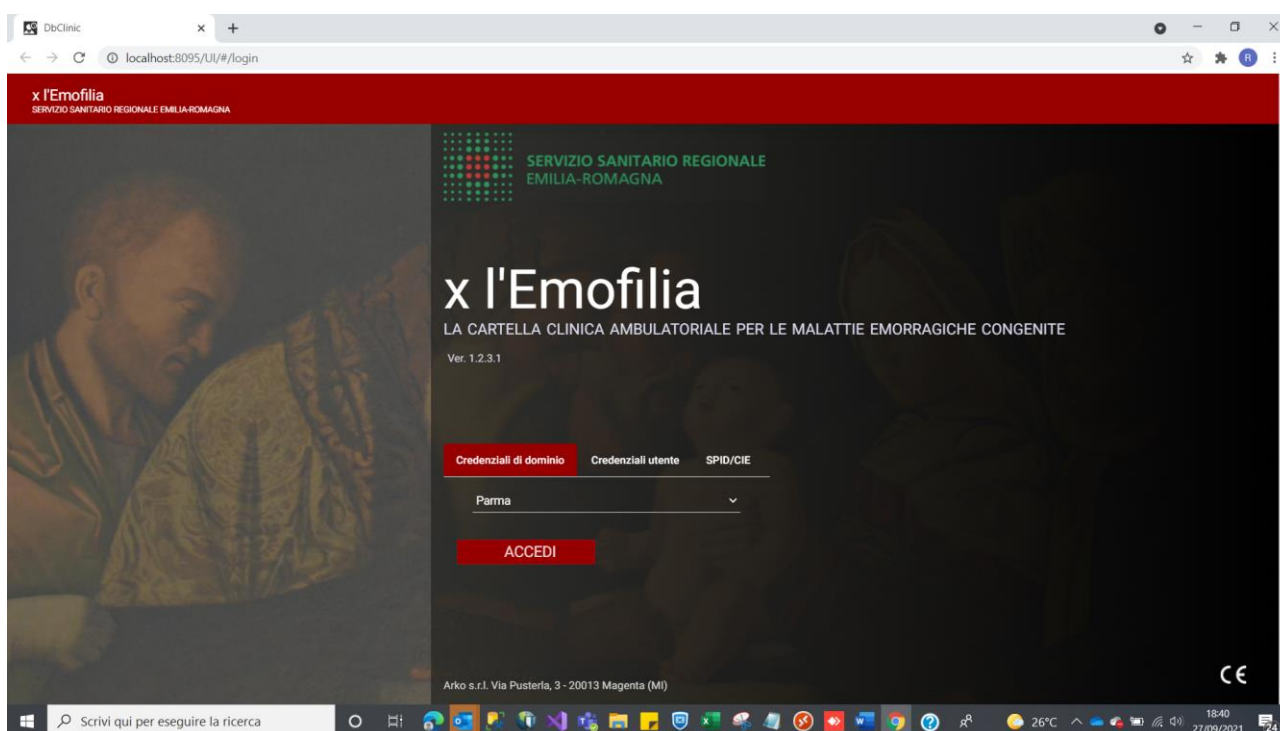 DbClinic
localhost:8095/UI/#/login
R
x l'Emofilia
SERVIZIO SANITARIO REGIONALE EMILIA-ROMAGNA
SERVIZIO SANITARIO REGIONALE
EMILIA-ROMAGNA
x l'Emofilia
LA CARTELLA CLINICA AMBULATORIALE PER LE MALATTIE EMORRAGICHE CONGENITE
Ver. 1.2.3.1
Credenziali di dominio Credenziali utente SPID/CIE
Parma
ACCEDI
Arko s.r.l. Via Pusterla, 3 - 20013 Magenta (MI)
CE
Scrivi qui per eseguire la ricerca
26°C
18:40
27/09/2021
24